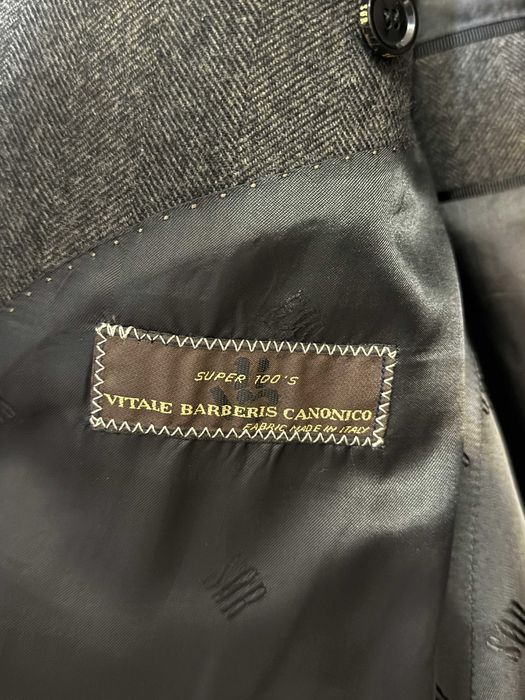 SUPER 100'S
VITALE BARBERIS CANONICO
FABRIC MADE IN ITALY